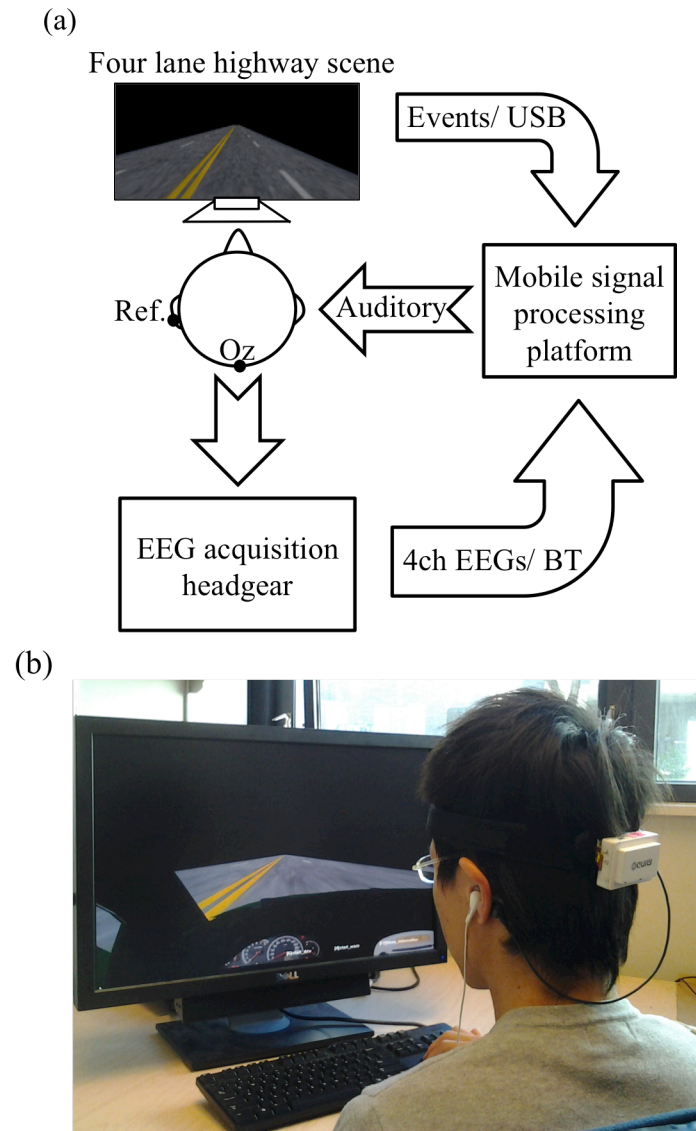 (a)
Four lane highway scene
Events/ USB
Mobile signal
processing
platform
Auditory
Ref.
Oz
EEG acquisition
headgear
4ch EEGs/ BT
(b)
DELL